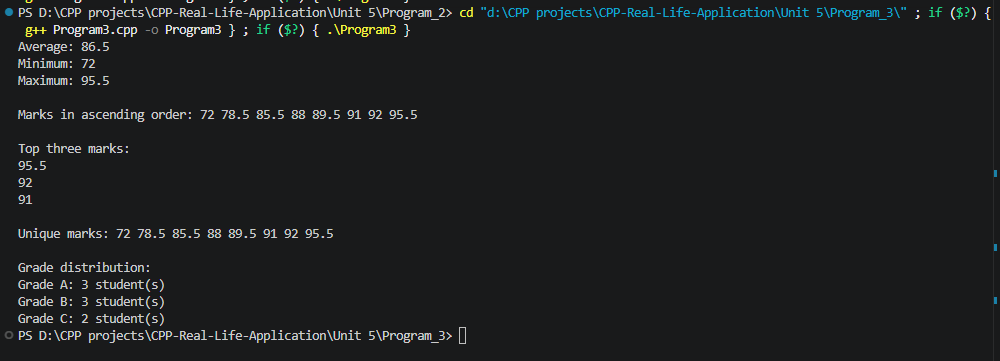 PS D:\CPP projects\CPP-Real-Life-Application\Unit 5\Program_2> cd "d:\CPP projects\CPP-Real-Life-Application\Unit 5\Program_3\" ; if ($?) {
g++ Program3.cpp -o Program3 } ; if ($?) { .\Program3 }
Average: 86.5
Minimum: 72
Maximum: 95.5
Marks in ascending order: 72 78.5 85.5 88 89.5 91 92 95.5
Top three marks:
95.5
92
91
Unique marks: 72 78.5 85.5 88 89.5 91 92 95.5
Grade distribution:
Grade A: 3 student(s)
Grade B: 3 student(s)
Grade C: 2 student(s)
PS D:\CPP projects\CPP-Real-Life-Application\Unit 5\Program_3>